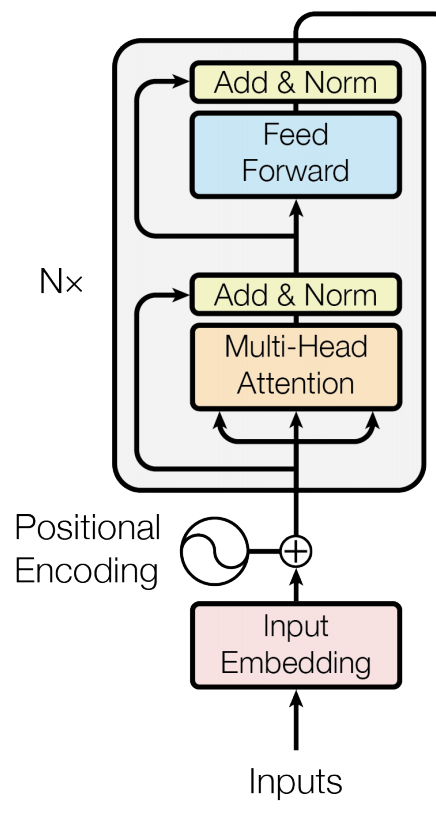 Add & Norm
Feed
Forward
N×
Add & Norm
Multi-Head
Attention
Positional
Encoding
Input
Embedding
Inputs